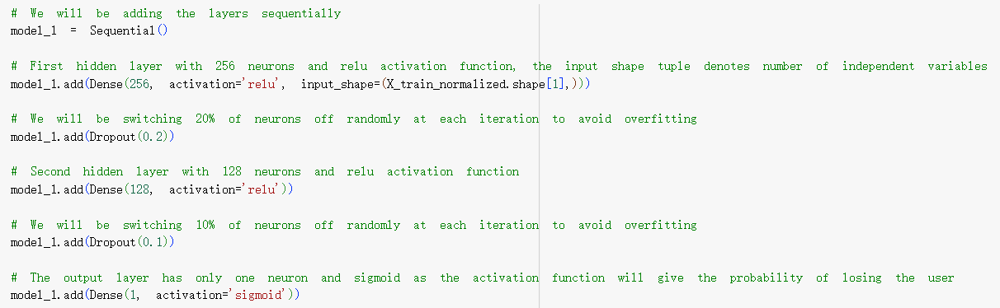 # We will be adding the layers sequentially
model_1 = Sequential()
# First hidden layer with 256 neurons and relu activation function, the input shape tuple denotes number of independent variables
model_1.add(Dense(256, activation='relu', input_shape=(X_train_normalized.shape[1],)))
# We will be switching 20% of neurons off randomly at each iteration to avoid overfitting
model_1.add(Dropout(0.2))
# Second hidden layer with 128 neurons and relu activation function
model_1.add(Dense(128, activation='relu'))
# We will be switching 10% of neurons off randomly at each iteration to avoid overfitting
model_1.add(Dropout(0.1))
# The output layer has only one neuron and sigmoid as the activation function will give the probability of losing the user
model_1.add(Dense(1, activation='sigmoid'))